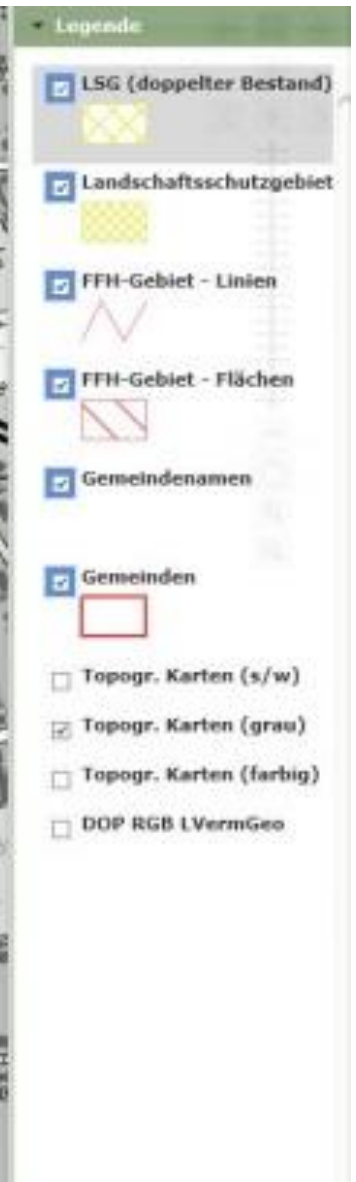 Legende
LSG (doppelter Bestand)
Landschaftsschutzgebiet
FFH-Gebiet - Linien
FFH-Gebiet - Flächen
Gemeindenamen
Gemeinden
Topogr. Karten (s/w)
Topogr. Karten (grau)
Topogr. Karten (farbig)
DOP RGB LVermGeo